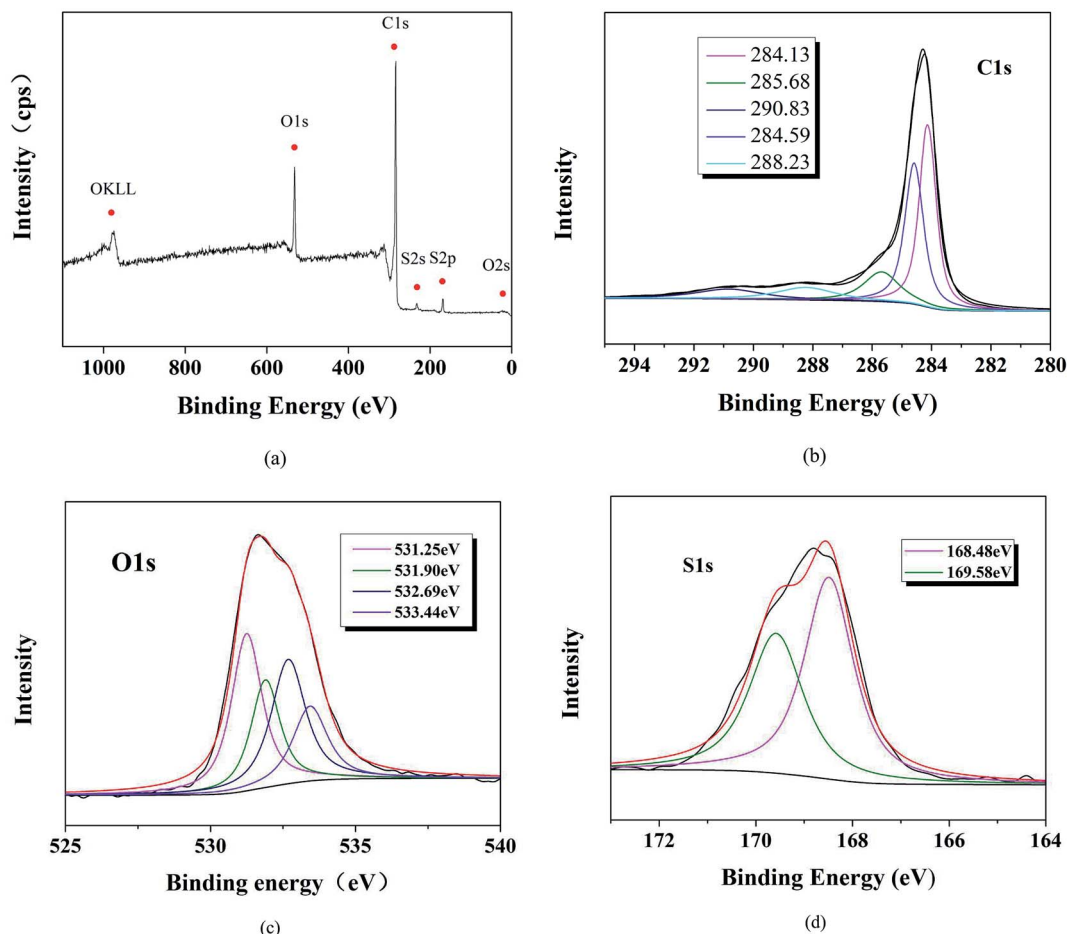 C1s
O1s
OKLL
S2s
S2p
O2s
Intensity（cps）
1000
800
600
400
200
0
Binding Energy (eV)
(a)
284.13
285.68
290.83
284.59
288.23
C1s
Intensity
294
292
290
288
286
284
282
280
Binding Energy (eV)
(b)
O1s
531.25eV
531.90eV
532.69eV
533.44eV
Intensity
525
530
535
540
Binding energy（eV）
(c)
S1s
168.48eV
169.58eV
Intensity
172
170
168
166
164
Binding Energy (eV)
(d)